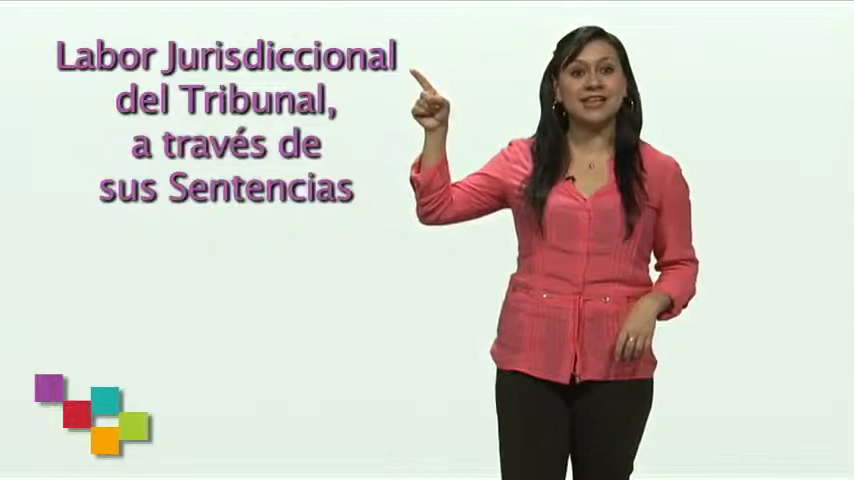 Labor Jurisdiccional
del Tribunal,
a través de
sus Sentencias